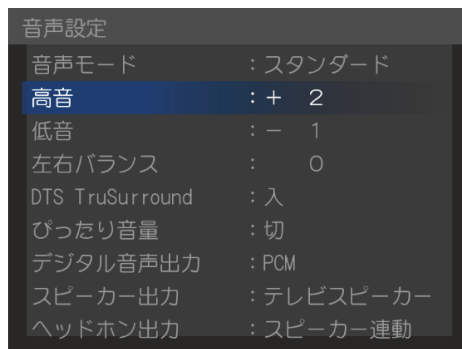 音声設定
音声モード : スタンダード
高音 : + 2
低音 : - 1
左右バランス : 0
DTS TruSurround : 入
ぴったり音量 : 切
デジタル音声出力 : PCM
スピーカー出力 : テレビスピーカー
ヘッドホン出力 : スピーカー連動